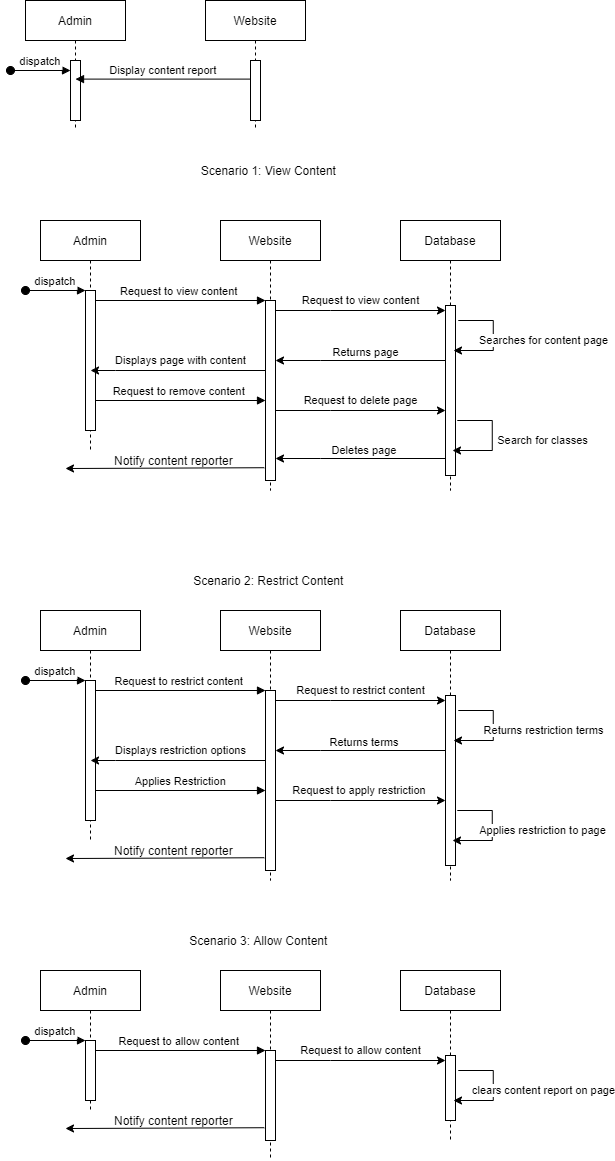 Admin
Website
dispatch
Display content report
Scenario 1: View Content
Admin
Website
Database
dispatch
Request to view content
Request to view content
Searches for content page
Returns page
Displays page with content
Request to remove content
Request to delete page
Search for classes
Deletes page
Notify content reporter
Scenario 2: Restrict Content
Admin
Website
Database
dispatch
Request to restrict content
Request to restrict content
Returns restriction terms
Returns terms
Displays restriction options
Applies Restriction
Request to apply restriction
Applies restriction to page
Notify content reporter
Scenario 3: Allow Content
Admin
Website
Database
dispatch
Request to allow content
Request to allow content
clears content report on page
Notify content reporter